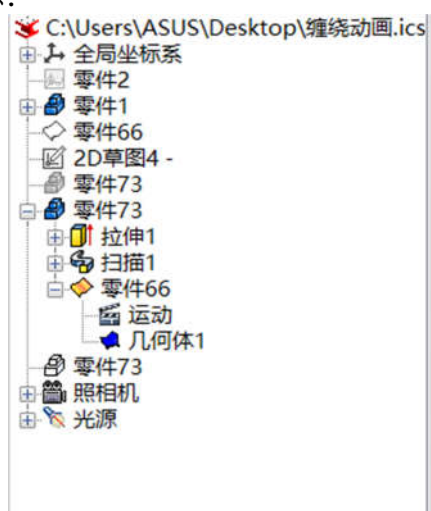 C:\Users\ASUS\Desktop\缠绕动画.ics
全局坐标系
零件2
零件1
零件66
2D草图4 -
零件73
零件73
拉伸1
扫描1
零件66
运动
几何体1
零件73
照相机
光源